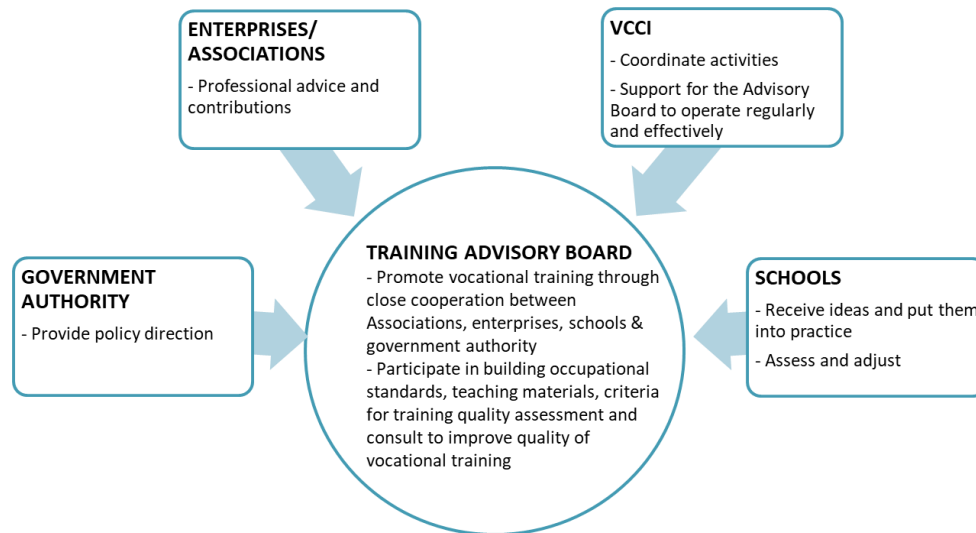 ENTERPRISES/
ASSOCIATIONS
- Professional advice and
contributions
VCCI
- Coordinate activities
- Support for the Advisory
Board to operate regularly
and effectively
GOVERNMENT
AUTHORITY
- Provide policy direction
TRAINING ADVISORY BOARD
- Promote vocational training through
close cooperation between
Associations, enterprises, schools &
government authority
- Participate in building occupational
standards, teaching materials, criteria
for training quality assessment and
consult to improve quality of
vocational training
SCHOOLS
- Receive ideas and put them
into practice
- Assess and adjust